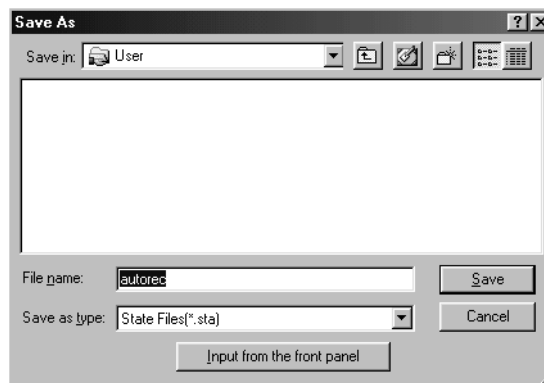 Save As
Save in: User
File name: autorec
Save
Save as type: State Files(*.sta)
Cancel
Input from the front panel